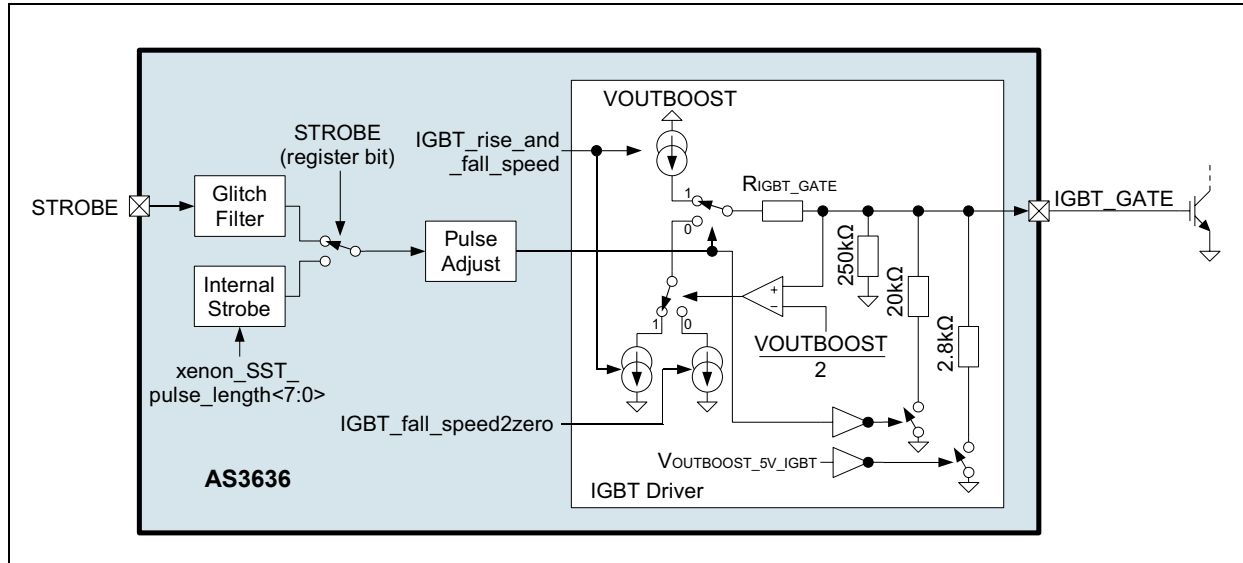 VOUTBOOST
STROBE
(register bit)
IGBT_rise_and
_fall_speed
RIGBT_GATE
IGBT_GATE
STROBE
Glitch
Filter
1
0
Pulse
Adjust
250kΩ
20kΩ
2.8kΩ
Internal
Strobe
+
−
1
0
VOUTBOOST
2
xenon_SST_
pulse_length<7:0>
IGBT_fall_speed2zero
VOUTBOOST_5V_IGBT
AS3636
IGBT Driver